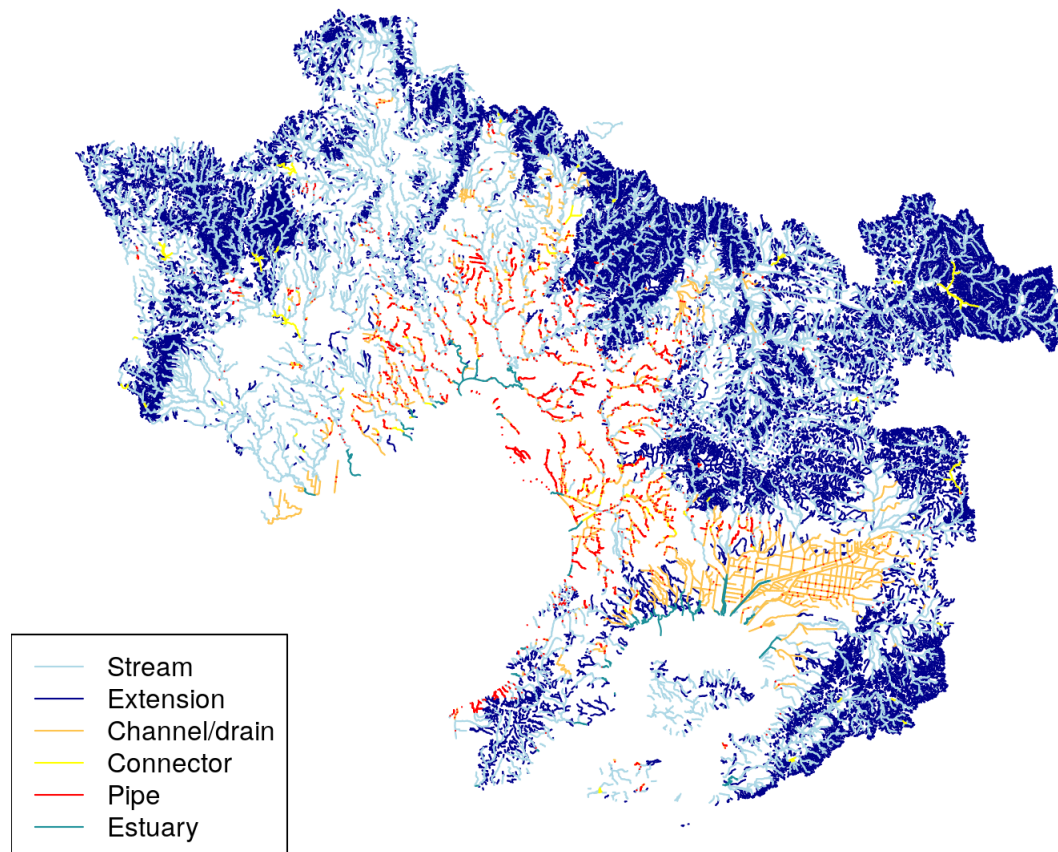 Stream
Extension
Channel/drain
Connector
Pipe
Estuary